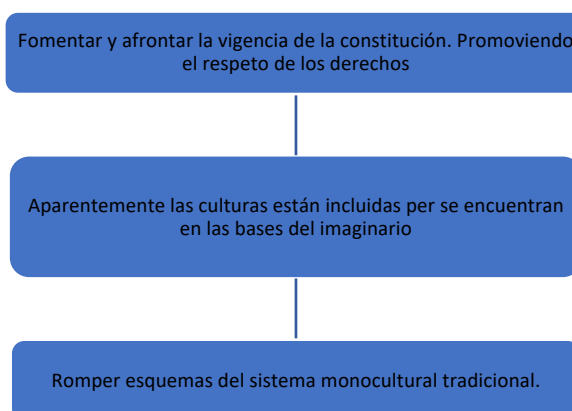 Fomentar y afrontar la vigencia de la constitución. Promoviendo
el respeto de los derechos
Aparentemente las culturas están incluidas per se encuentran
en las bases del imaginario
Romper esquemas del sistema monocultural tradicional.